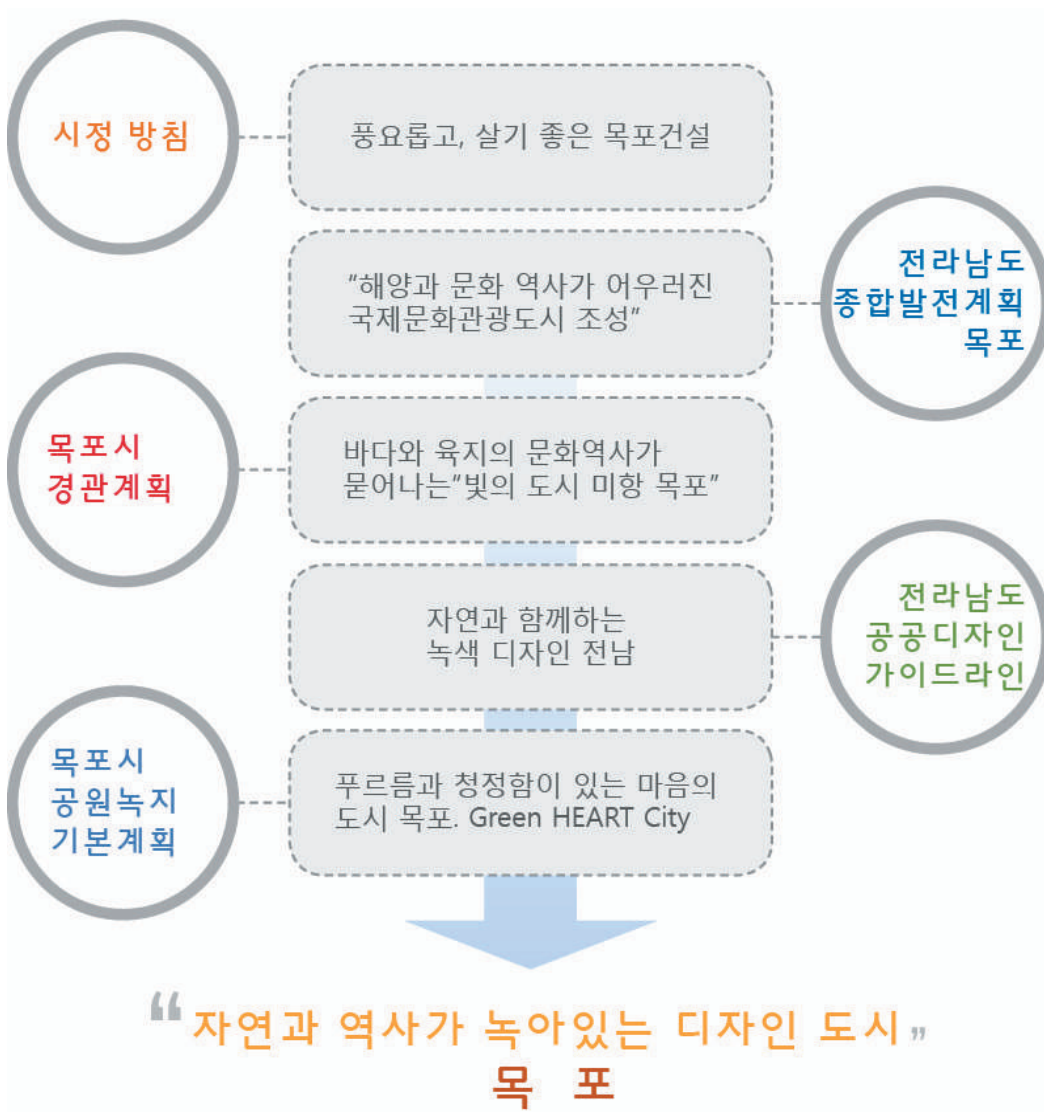 시정 방침
풍요롭고, 살기 좋은 목포건설
"해양과 문화 역사가 어우러진
국제문화관광도시 조성"
전라남도
종합발전계획
목포
목포시
경관계획
바다와 육지의 문화역사가
묻어나는"빛의 도시 미항 목포"
자연과 함께하는
녹색 디자인 전남
전라남도
공공디자인
가이드라인
목포시
공원녹지
기본계획
푸르름과 청정함이 있는 마음의
도시 목포. Green HEART City
“자연과 역사가 녹아있는 디자인 도시”
목 포